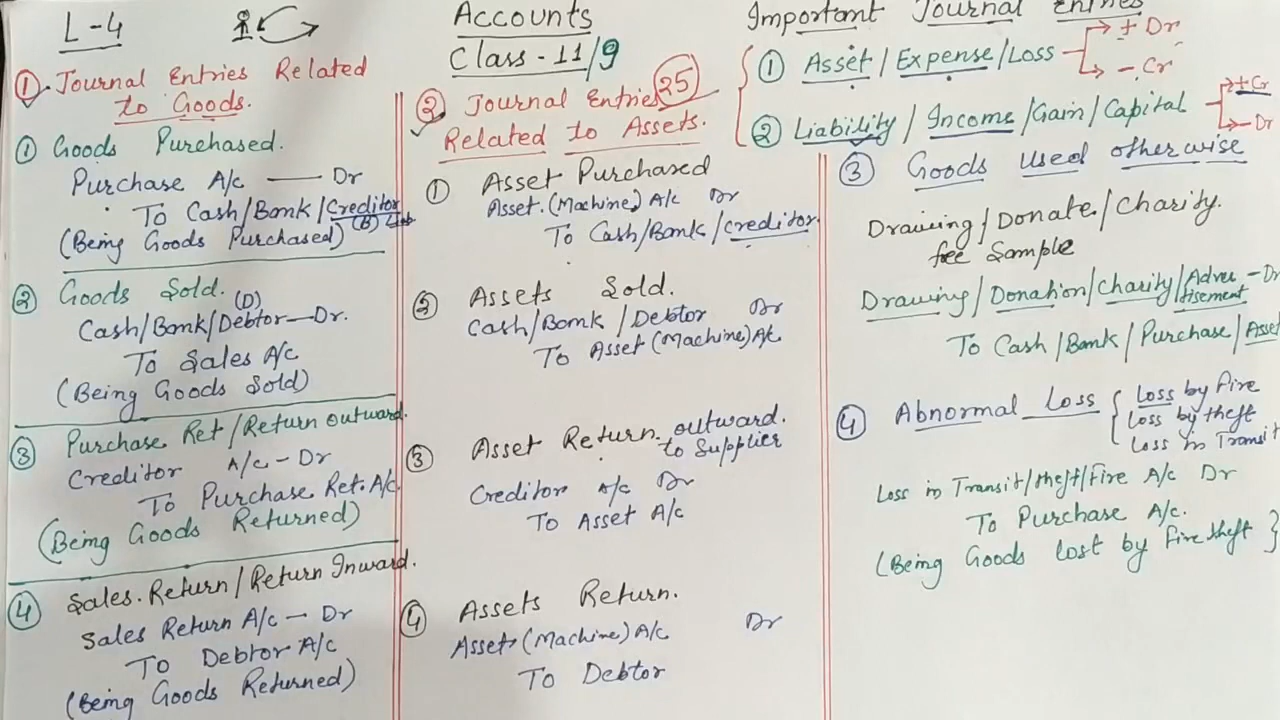 L-4
Accounts
Class - 11/9
Important Journal Entries
① Asset/Expense/Loss
+ Dr
- Cr
② Liability/Income/Gain/Capital
+ Cr
- Dr
① Journal Entries Related
to Goods.
① Goods Purchased.
Purchase A/c —— Dr
To Cash/Bank/Creditor
(Being Goods Purchased) (B)
② Goods Sold.
(D)
Cash/Bank/Debtor—Dr.
To Sales A/c
(Being Goods Sold)
③ Purchase Ret/Return outward.
Creditor A/c - Dr
To Purchase Ret. A/c.
(Being Goods Returned)
④ Sales. Return/Return Inward.
Sales Return A/c - Dr
To Debtor A/c
(Being Goods Returned)
② Journal Entries 25
Related to Assets.
① Asset Purchased
Asset. (Machine) A/c Dr
To Cash/Bank/creditor.
② Assets Sold.
Cash/Bank/Debtor Dr
To Asset (Machine) A/c
③ Asset Return outward.
to Supplier
Creditor A/c Dr
To Asset A/c
④ Assets Return.
Asset (Machine) A/c Dr
To Debtor
③ Goods used otherwise
Drawing/Donate/Charity.
free Sample
Drawing/Donation/Charity/Adver - Dr
tisement
To Cash/Bank/Purchase/Asset
④ Abnormal Loss
Loss by Fire
Loss by theft
Loss in Transit
Loss in Transit/theft/Fire A/c Dr
To Purchase A/c.
(Being Goods lost by Fire theft